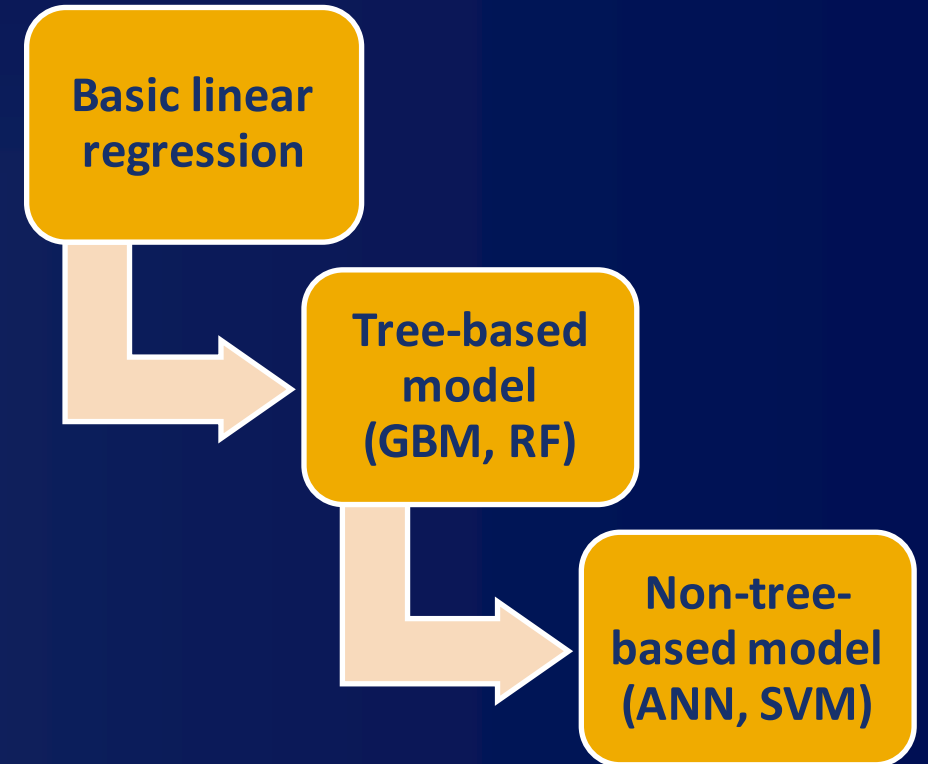 Basic linear
regression
Tree-based
model
(GBM, RF)
Non-tree-
based model
(ANN, SVM)